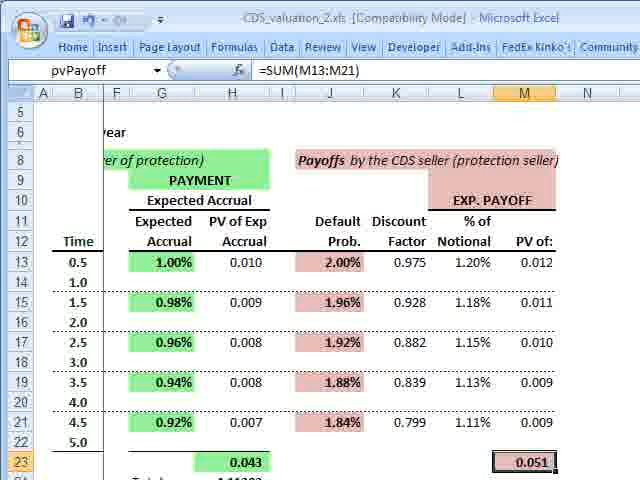 CDS_valuation_2.xls [Compatibility Mode] - Microsoft Excel
Home Insert Page Layout Formulas Data Review View Developer Add-Ins FedEx Kinko's Community
pvPayoff fx =SUM(M13:M21)
A B F G H I J K L M N
5
6 year
8 er of protection) Payoffs by the CDS seller (protection seller)
9 PAYMENT
10 Expected Accrual EXP. PAYOFF
11 Expected PV of Exp Default Discount % of
12 Time Accrual Accrual Prob. Factor Notional PV of:
13 0.5 1.00% 0.010 2.00% 0.975 1.20% 0.012
14 1.0
15 1.5 0.98% 0.009 1.96% 0.928 1.18% 0.011
16 2.0
17 2.5 0.96% 0.008 1.92% 0.882 1.15% 0.010
18 3.0
19 3.5 0.94% 0.008 1.88% 0.839 1.13% 0.009
20 4.0
21 4.5 0.92% 0.007 1.84% 0.799 1.11% 0.009
22 5.0
23 0.043 0.051